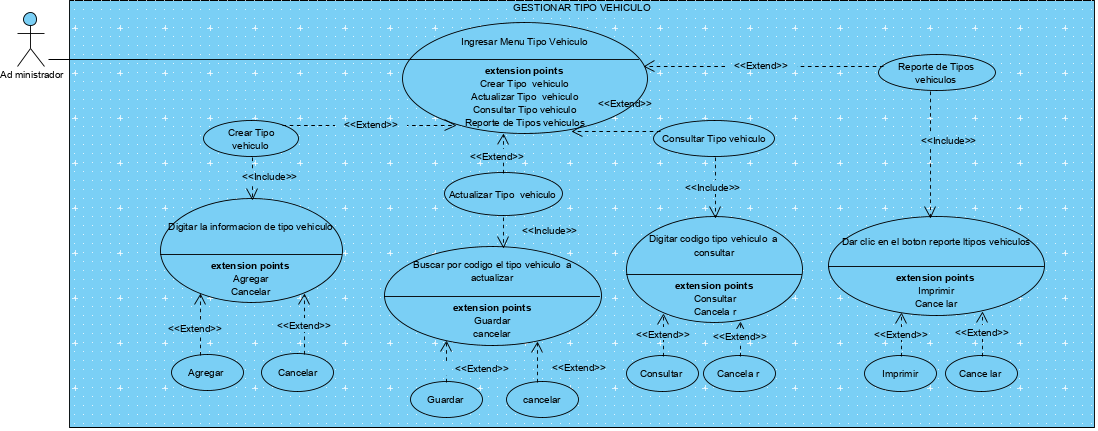 GESTIONAR TIPO VEHICULO
Ad ministrador
Ingresar Menu Tipo Vehiculo
extension points
Crear Tipo vehiculo
Actualizar Tipo vehiculo
Consultar Tipo vehiculo
Reporte de Tipos vehiculos
<<Extend>>
Reporte de Tipos
vehiculos
<<Extend>>
<<Extend>>
Crear Tipo
vehiculo
Consultar Tipo vehiculo
<<Extend>>
<<Include>>
<<Include>>
Actualizar Tipo vehiculo
<<Include>>
<<Include>>
Digitar la informacion de tipo vehiculo
extension points
Agregar
Cancelar
Buscar por codigo el tipo vehiculo a
actualizar
extension points
Guardar
cancelar
Digitar codigo tipo vehiculo a
consultar
extension points
Consultar
Cancela r
Dar clic en el boton reporte ltipos vehiculos
extension points
Imprimir
Cance lar
<<Extend>>
<<Extend>>
<<Extend>>
<<Extend>>
<<Extend>>
<<Extend>>
<<Extend>>
<<Extend>>
Agregar
Cancelar
Guardar
cancelar
Consultar
Cancela r
Imprimir
Cance lar